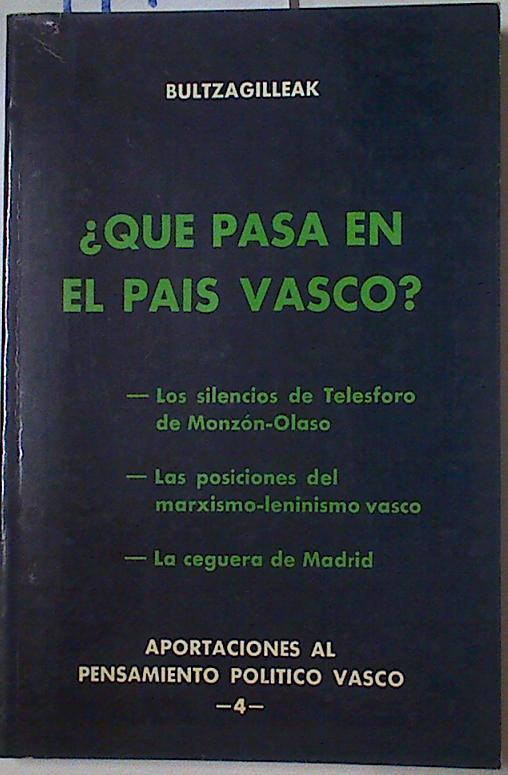 BULTZAGILLEAK
¿QUE PASA EN
EL PAIS VASCO?
— Los silencios de Telesforo
de Monzón-Olaso
— Las posiciones del
marxismo-leninismo vasco
— La ceguera de Madrid
APORTACIONES AL
PENSAMIENTO POLITICO VASCO
—4—